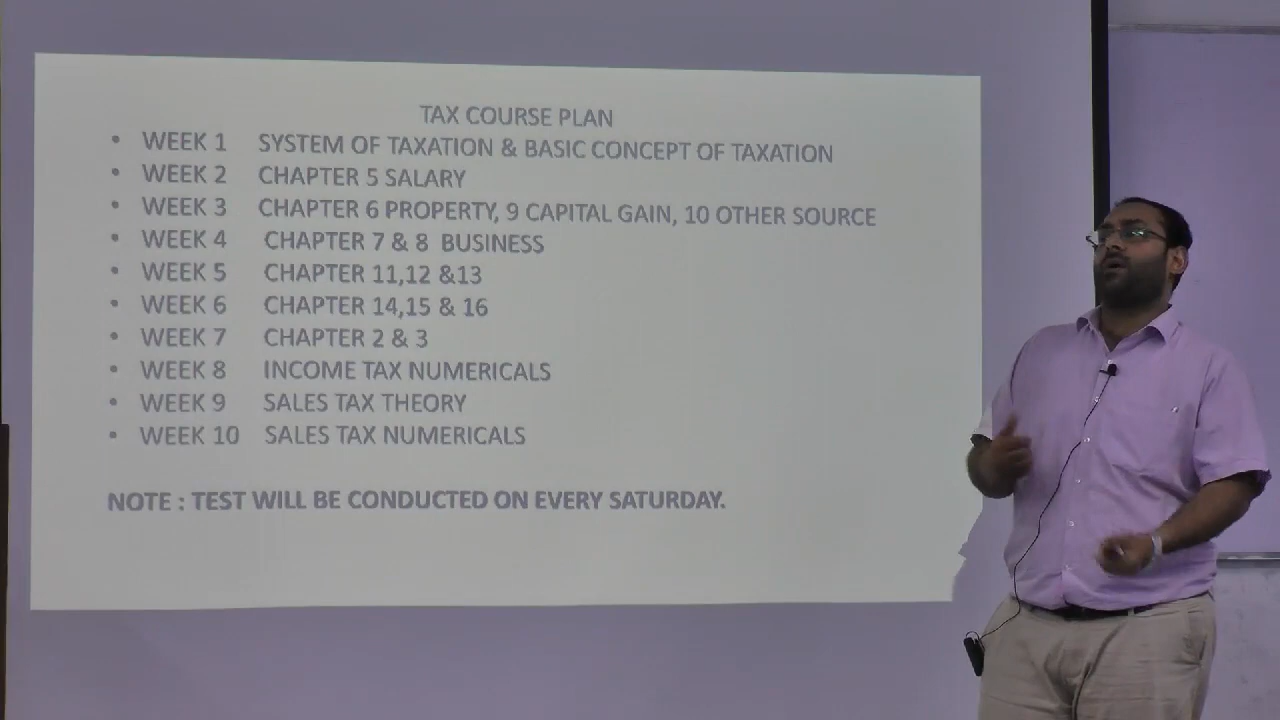 TAX COURSE PLAN
• WEEK 1 SYSTEM OF TAXATION & BASIC CONCEPT OF TAXATION
• WEEK 2 CHAPTER 5 SALARY
• WEEK 3 CHAPTER 6 PROPERTY, 9 CAPITAL GAIN, 10 OTHER SOURCE
• WEEK 4 CHAPTER 7 & 8 BUSINESS
• WEEK 5 CHAPTER 11,12 &13
• WEEK 6 CHAPTER 14,15 & 16
• WEEK 7 CHAPTER 2 & 3
• WEEK 8 INCOME TAX NUMERICALS
• WEEK 9 SALES TAX THEORY
• WEEK 10 SALES TAX NUMERICALS
NOTE : TEST WILL BE CONDUCTED ON EVERY SATURDAY.